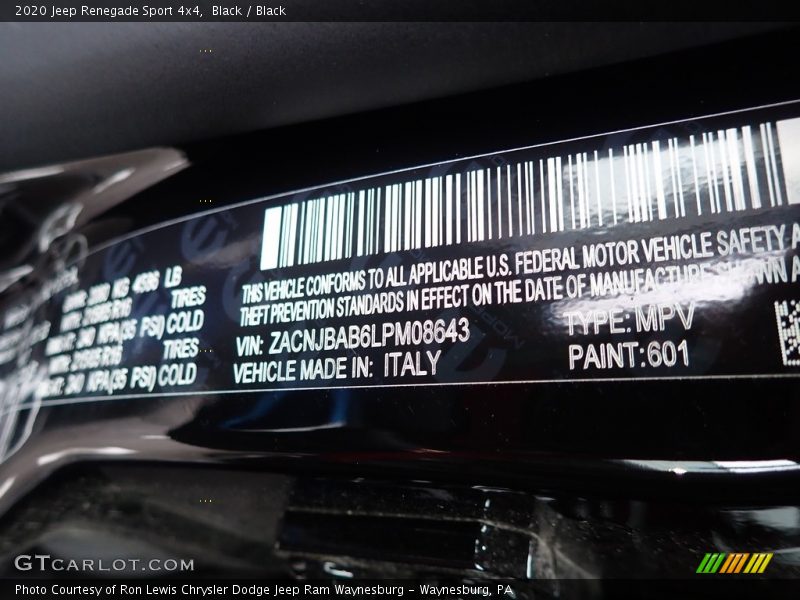 2020 Jeep Renegade Sport 4x4, Black / Black
THIS VEHICLE CONFORMS TO ALL APPLICABLE U.S. FEDERAL MOTOR VEHICLE SAFETY
THEFT PREVENTION STANDARDS IN EFFECT ON THE DATE OF MANUFACTURE SHOWN
VIN: ZACNJBAB6LPM08643
TYPE: MPV
VEHICLE MADE IN: ITALY
PAINT:601
KG 4586 LB
TIRES
KPA(35 PSI) COLD
TIRES
240 KPA(35 PSI) COLD
GTCARLOT.COM
Photo Courtesy of Ron Lewis Chrysler Dodge Jeep Ram Waynesburg - Waynesburg, PA